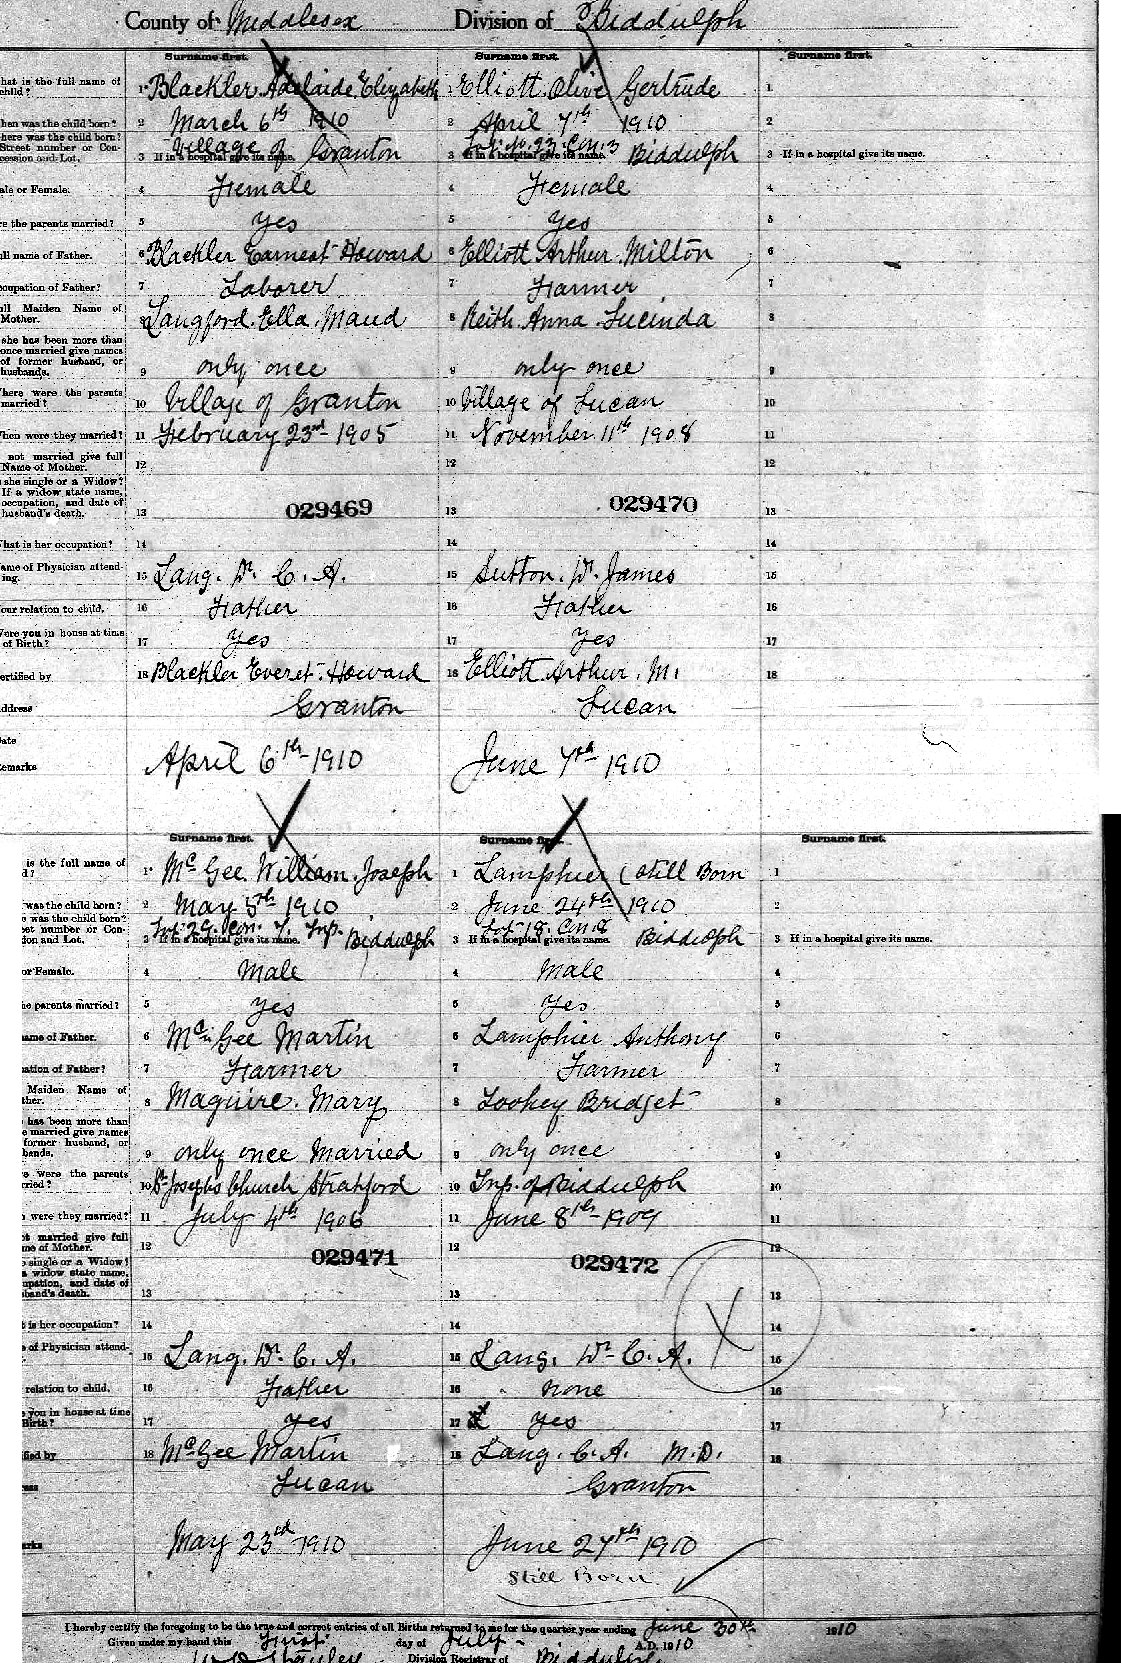 County of Middlesex Division of Biddulph
Surname first. Surname first. Surname first.
hat is the full name of
child? 1 Blackler Adelaide Elizabeth 1 Elliott Olive Gertrude 1
hen was the child born? 2 March 6th 1910 2 April 7th 1910 2
here was the child born?
Street number or Con-
cession and Lot. 3 If in a hospital give its name. Village of Granton 3 If in a hospital give its name. Lot No. 23 Con. 3 Biddulph 3 If in a hospital give its name.
ale or Female. 4 Female 4 Female 4
re the parents married? 5 yes 5 yes 5
ull name of Father. 6 Blackler Earnest Howard 6 Elliott Arthur Milton 6
ccupation of Father? 7 Laborer 7 Farmer 7
ull Maiden Name of
Mother. 8 Langford Ella Maud 8 Keith Anna Lucinda 8
she has been more than
once married give names
of former husband, or
husbands. 9 only once 9 only once 9
here were the parents
married? 10 Village of Granton 10 Village of Lucan 10
hen were they married? 11 February 23rd 1905 11 November 11th 1908 11
not married give full
Name of Mother. 12 12 12
she single or a Widow?
If a widow state name,
occupation, and date of
husband's death. 13 029469 13 029470 13
hat is her occupation? 14 14 14
ame of Physician attend-
ing. 15 Lang. Dr. C. A. 15 Sutton. Dr. James 15
our relation to child. 16 Father 16 Father 16
ere you in house at time
of Birth? 17 yes 17 yes 17
ertified by 18 Blackler Everet Howard 18 Elliott Arthur. M. 18
ddress Granton Lucan
ate
emarks April 6th 1910 June 7th 1910
Surname first. Surname first. Surname first.
is the full name of
d? 1 McGee William Joseph 1 Lamphier (Still Born 1
was the child born? 2 May 5th 1910 2 June 24th 1910 2
e was the child born?
et number or Con-
ion and Lot. 3 If in a hospital give its name. Lot 29. Con. 7. Tnp. Biddulph 3 If in a hospital give its name. Lot 18. Con. 8 Biddulph 3 If in a hospital give its name.
or Female. 4 Male 4 Male 4
e parents married? 5 yes 5 yes 5
ame of Father. 6 McGee Martin 6 Lamphier Anthony 6
ation of Father? 7 Farmer 7 Farmer 7
Maiden Name of
ther. 8 Maguire. Mary 8 Toohey Bridget 8
has been more than
e married give names
former husband, or
bands. 9 only once Married 9 only once 9
e were the parents
ried? 10 St Josephs Church Stratford 10 Tnp. of Biddulph 10
were they married? 11 July 4th 1906 11 June 8th 1909 11
ot married give full
me of Mother. 12 029471 12 029472 12
single or a Widow?
a widow state name,
upation, and date of
sband's death. 13 13 13
is her occupation? 14 14 14
e of Physician attend- 15 Lang. Dr. C. A. 15 Lang. Dr. C. A. 15
relation to child. 16 Father 16 none 16
you in house at time
Birth? 17 yes 17 yes 17
fied by 18 McGee Martin 18 Lang. C. A. M. D. 18
ess Lucan Granton
rks May 23rd 1910 June 27th 1910
Still Born
I hereby certify the foregoing to be the true and correct entries of all Births returned to me for the quarter year ending June 30th 1910
Given under my hand this First day of July A.D. 1910
Stanley Division Registrar of Biddulph